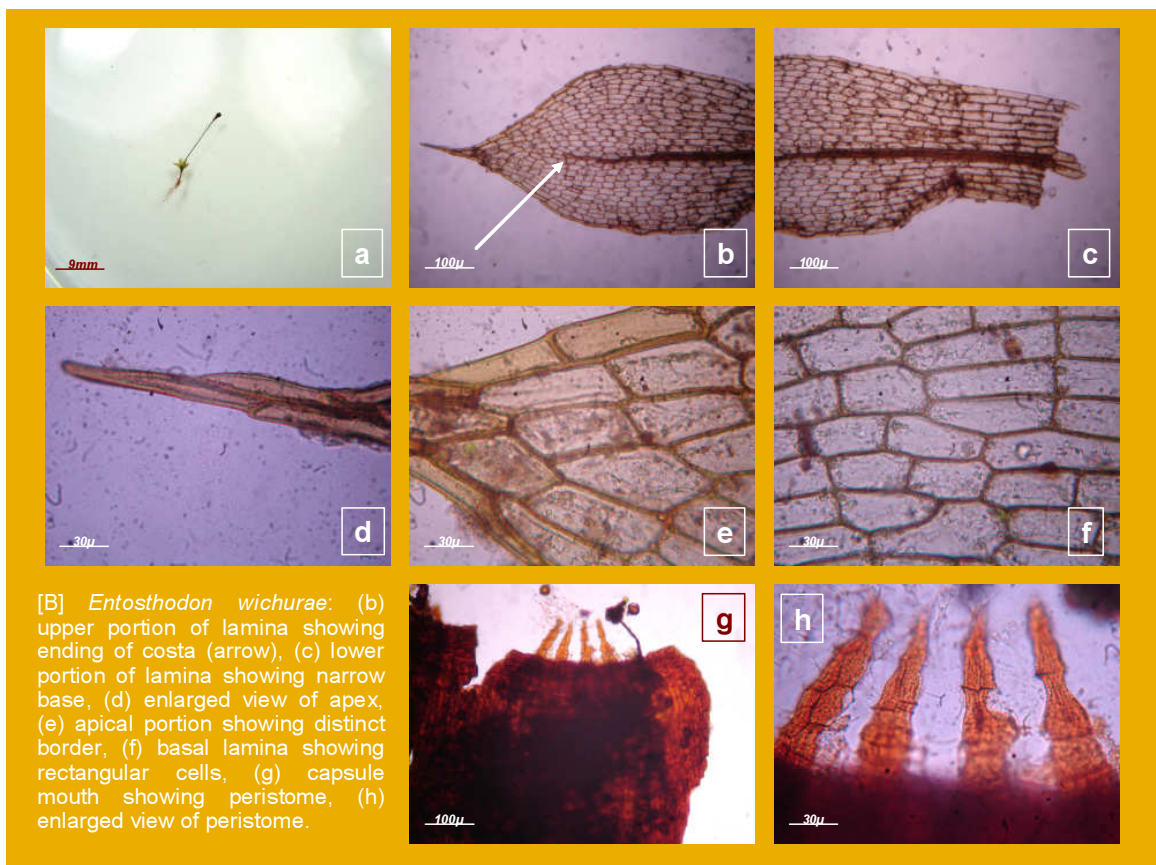 a
9mm
b
100µ
c
100µ
d
30µ
e
30µ
f
30µ
[B] Entosthodon wichurae: (b)
upper portion of lamina showing
ending of costa (arrow), (c) lower
portion of lamina showing narrow
base, (d) enlarged view of apex,
(e) apical portion showing distinct
border, (f) basal lamina showing
rectangular cells, (g) capsule
mouth showing peristome, (h)
enlarged view of peristome.
g
100µ
h
30µ